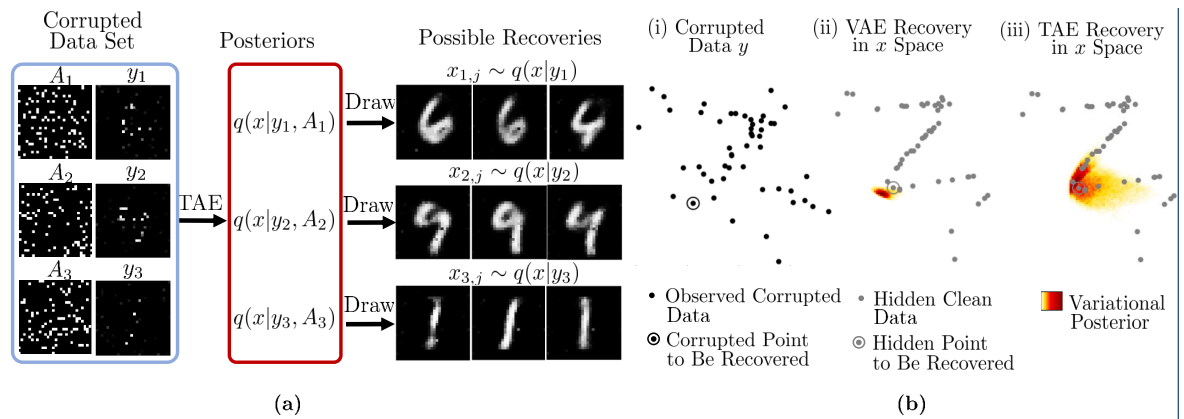 Corrupted
Data Set
A₁ y₁
A₂ y₂
A₃ y₃
TAE
Posteriors
q(x|y₁, A₁)
q(x|y₂, A₂)
q(x|y₃, A₃)
Draw
Draw
Draw
Possible Recoveries
x₁,ⱼ ∼ q(x|y₁)
x₂,ⱼ ∼ q(x|y₂)
x₃,ⱼ ∼ q(x|y₃)
(a)
(i) Corrupted
Data y
(ii) VAE Recovery
in x Space
(iii) TAE Recovery
in x Space
Observed Corrupted
Data
Corrupted Point
to Be Recovered
Hidden Clean
Data
Hidden Point
to Be Recovered
Variational
Posterior
(b)